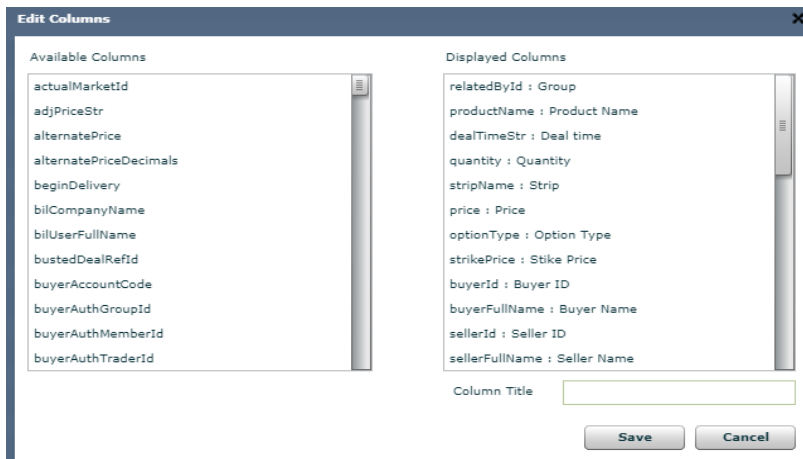 Edit Columns
Available Columns
actualMarketId
adjPriceStr
alternatePrice
alternatePriceDecimals
beginDelivery
bilCompanyName
bilUserFullName
bustedDealRefId
buyerAccountCode
buyerAuthGroupId
buyerAuthMemberId
buyerAuthTraderId
Displayed Columns
relatedById : Group
productName : Product Name
dealTimeStr : Deal time
quantity : Quantity
stripName : Strip
price : Price
optionType : Option Type
strikePrice : Stike Price
buyerId : Buyer ID
buyerFullName : Buyer Name
sellerId : Seller ID
sellerFullName : Seller Name
Column Title
Save Cancel